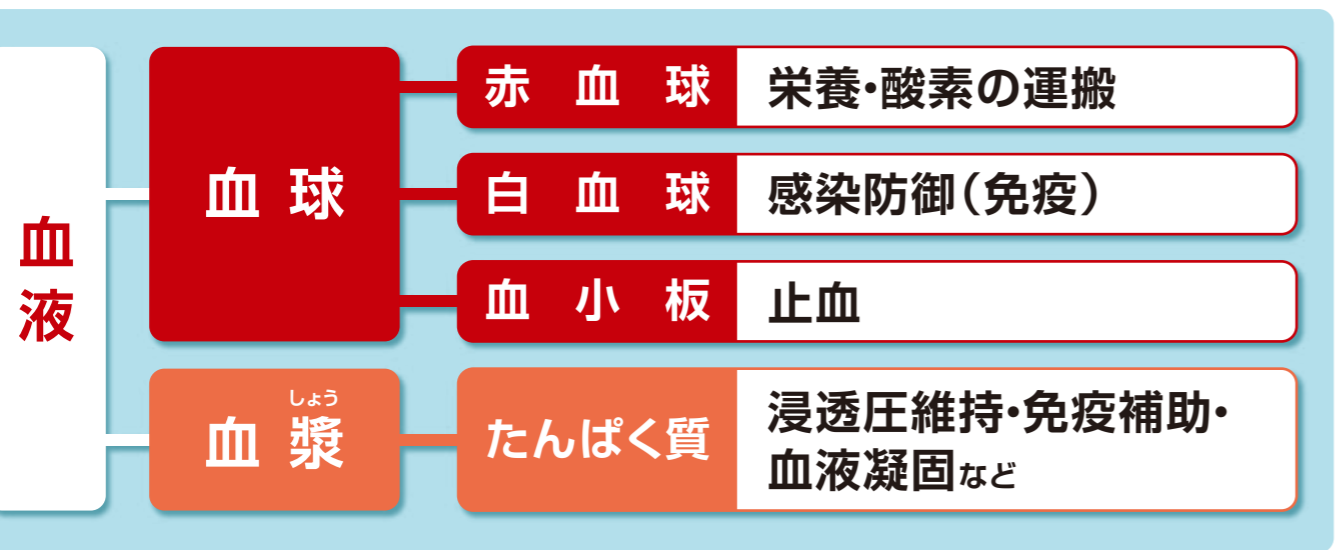 血液
血球
赤血球
栄養・酸素の運搬
白血球
感染防御（免疫）
血小板
止血
しょう
血漿
たんぱく質
浸透圧維持・免疫補助・
血液凝固など